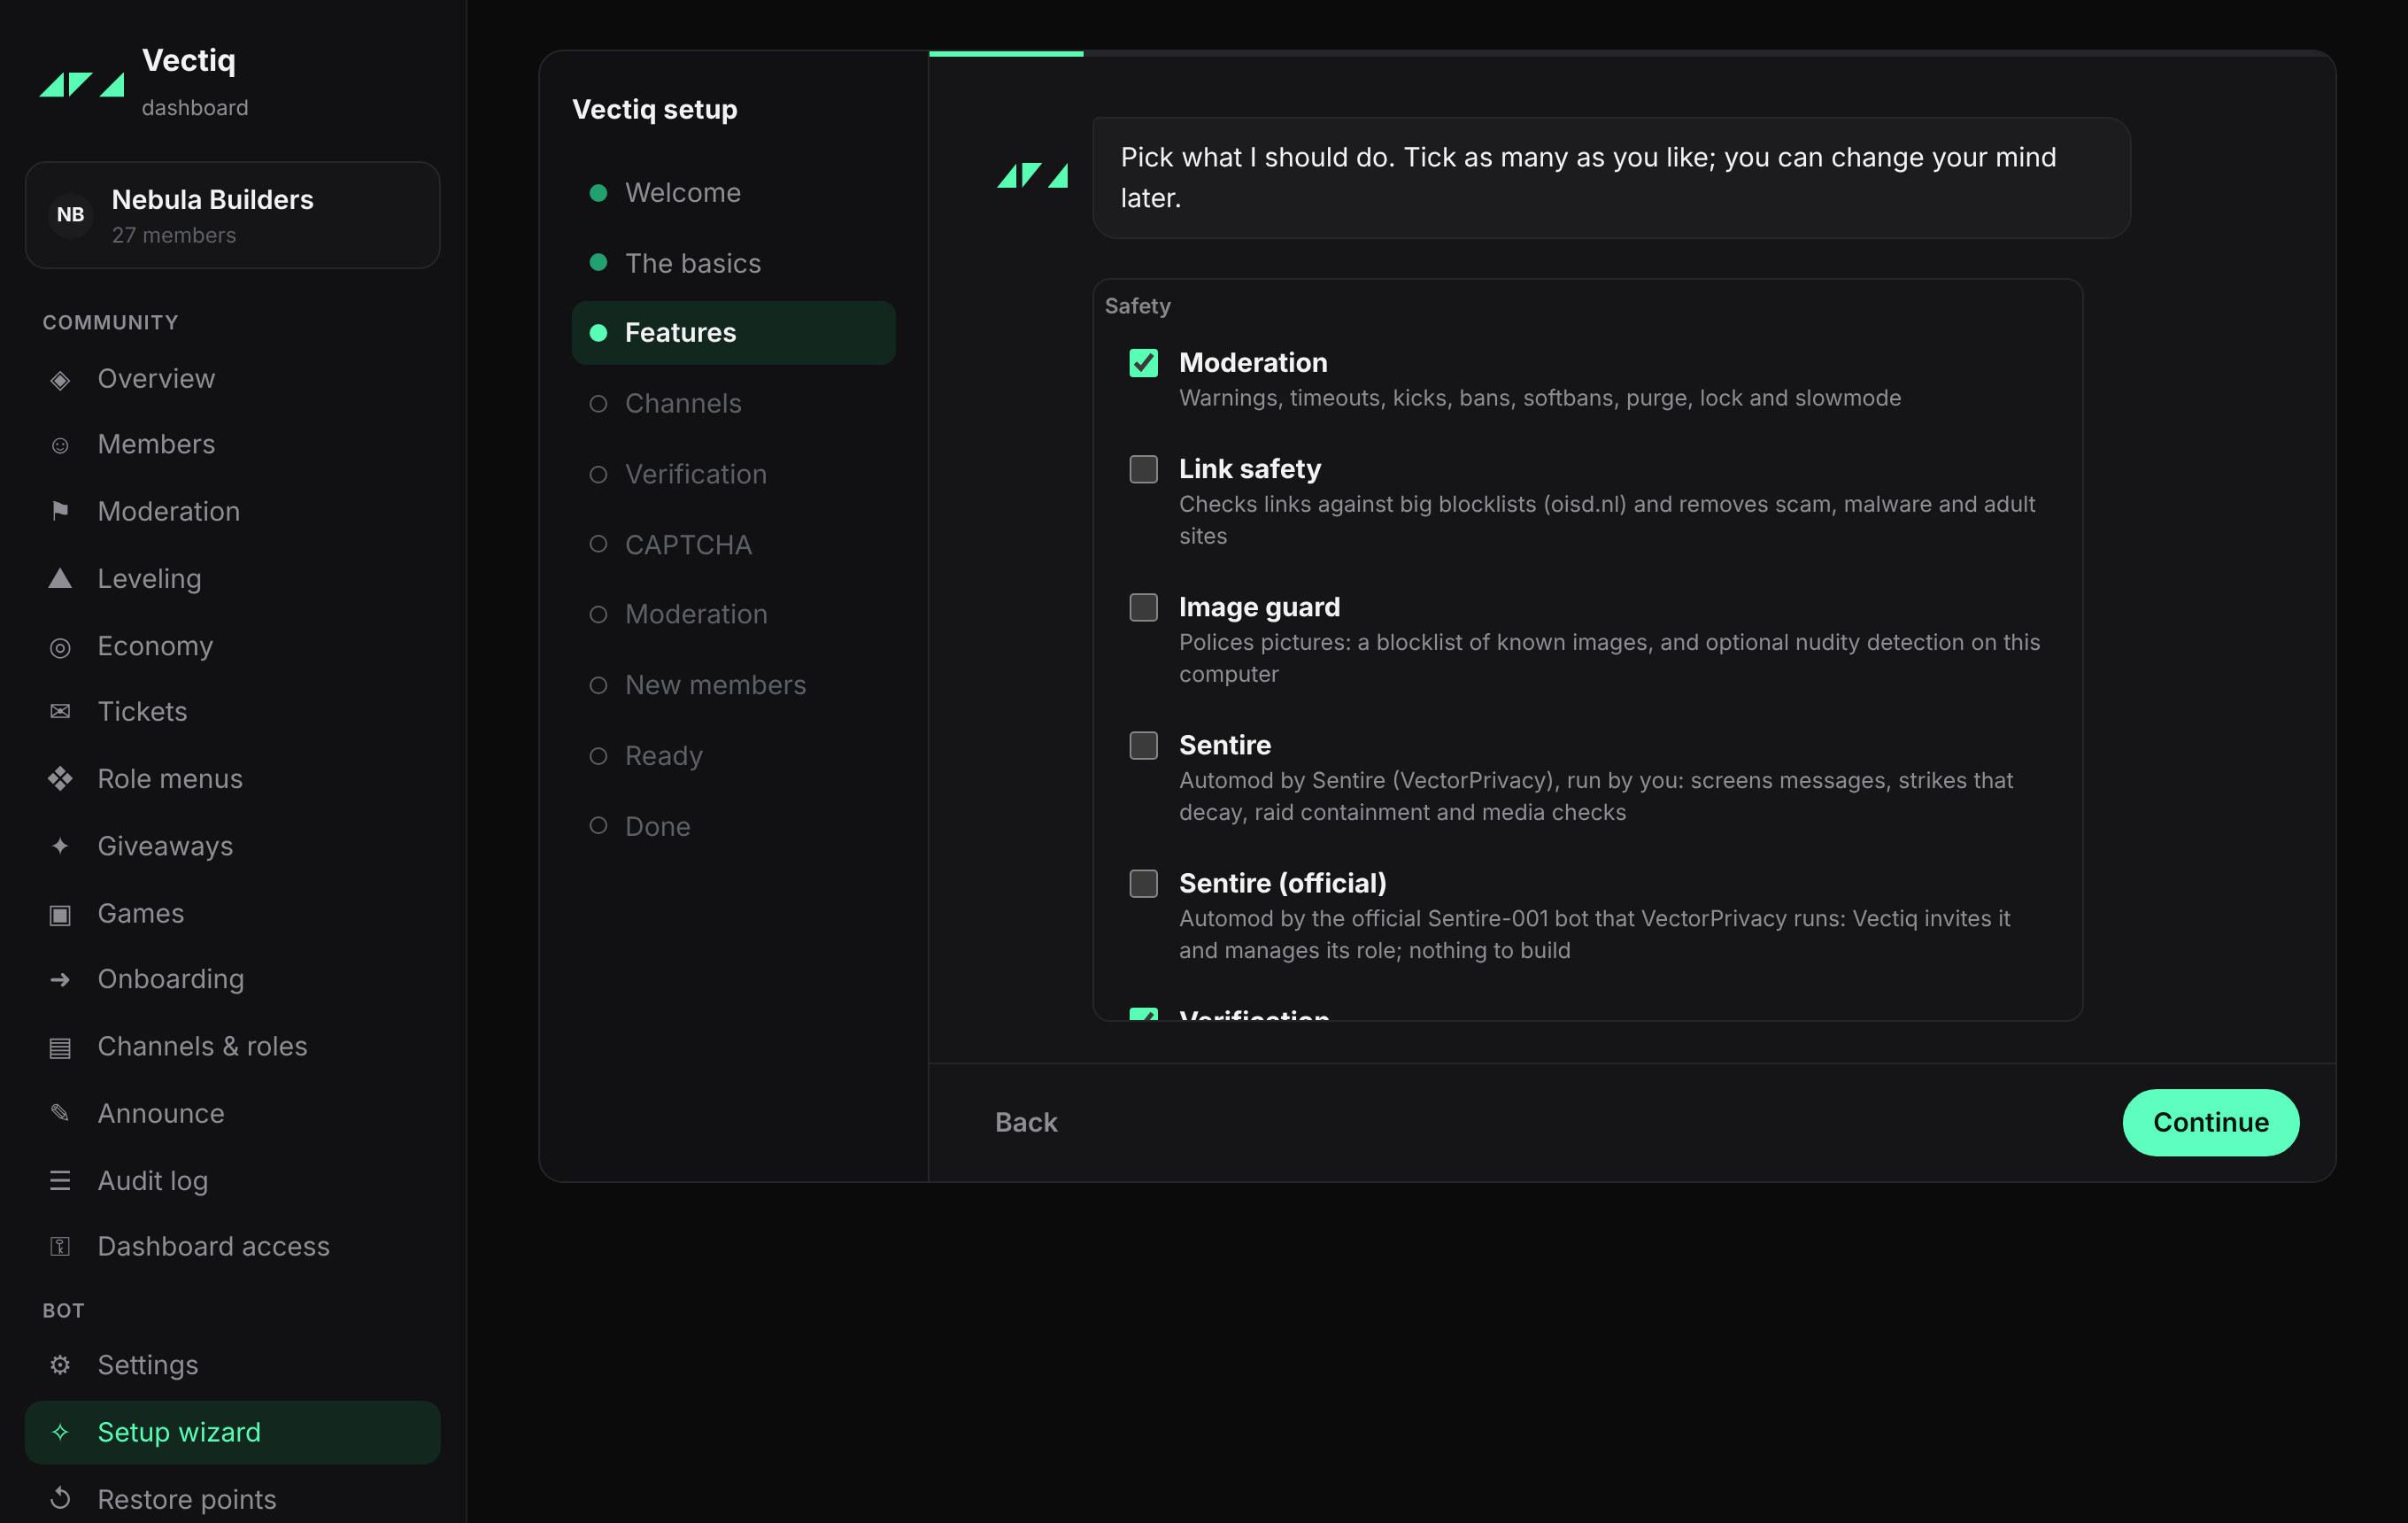 Vectiq
dashboard
NB
Nebula Builders
27 members
COMMUNITY
Overview
Members
Moderation
Leveling
Economy
Tickets
Role menus
Giveaways
Games
Onboarding
Channels & roles
Announce
Audit log
Dashboard access
BOT
Settings
Setup wizard
Restore points
Vectiq setup
Welcome
The basics
Features
Channels
Verification
CAPTCHA
Moderation
New members
Ready
Done
Pick what I should do. Tick as many as you like; you can change your mind
later.
Safety
Moderation
Warnings, timeouts, kicks, bans, softbans, purge, lock and slowmode
Link safety
Checks links against big blocklists (oisd.nl) and removes scam, malware and adult
sites
Image guard
Polices pictures: a blocklist of known images, and optional nudity detection on this
computer
Sentire
Automod by Sentire (VectorPrivacy), run by you: screens messages, strikes that
decay, raid containment and media checks
Sentire (official)
Automod by the official Sentire-001 bot that VectorPrivacy runs: Vectiq invites it
and manages its role; nothing to build
Verification
Back
Continue